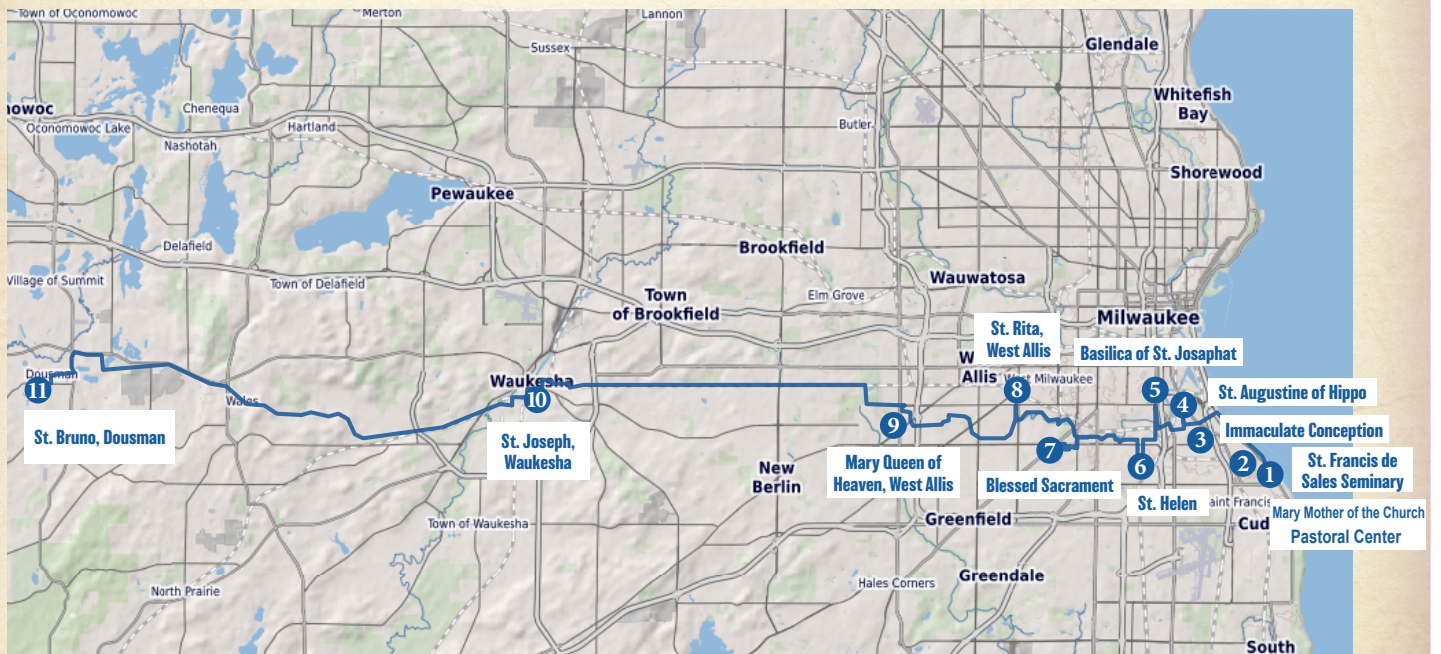 Town of Oconomowoc
Merton
Lannon
Sussex
Glendale
Whitefish
Bay
nowoc
Chenequa
Oconomowoc Lake
Hartland
Butler
Nashotah
Shorewood
Pewaukee
Delafield
Brookfield
Village of Summit
Town of Delafield
Wauwatosa
Elm Grove
Town
of Brookfield
Milwaukee
St. Rita,
West Allis
Basilica of St. Josaphat
W
Allis
West Milwaukee
Dousman
11
Waukesha
10
8
5
4
St. Augustine of Hippo
Wales
9
3
Immaculate Conception
St. Bruno, Dousman
St. Joseph,
Waukesha
7
6
2
1
Mary Queen of
Heaven, West Allis
New
Berlin
Blessed Sacrament
St. Francis de
Sales Seminary
St. Helen
aint Francis
Mary Mother of the Church
Pastoral Center
Town of Waukesha
Greenfield
Cud
North Prairie
Hales Corners
Greendale
South